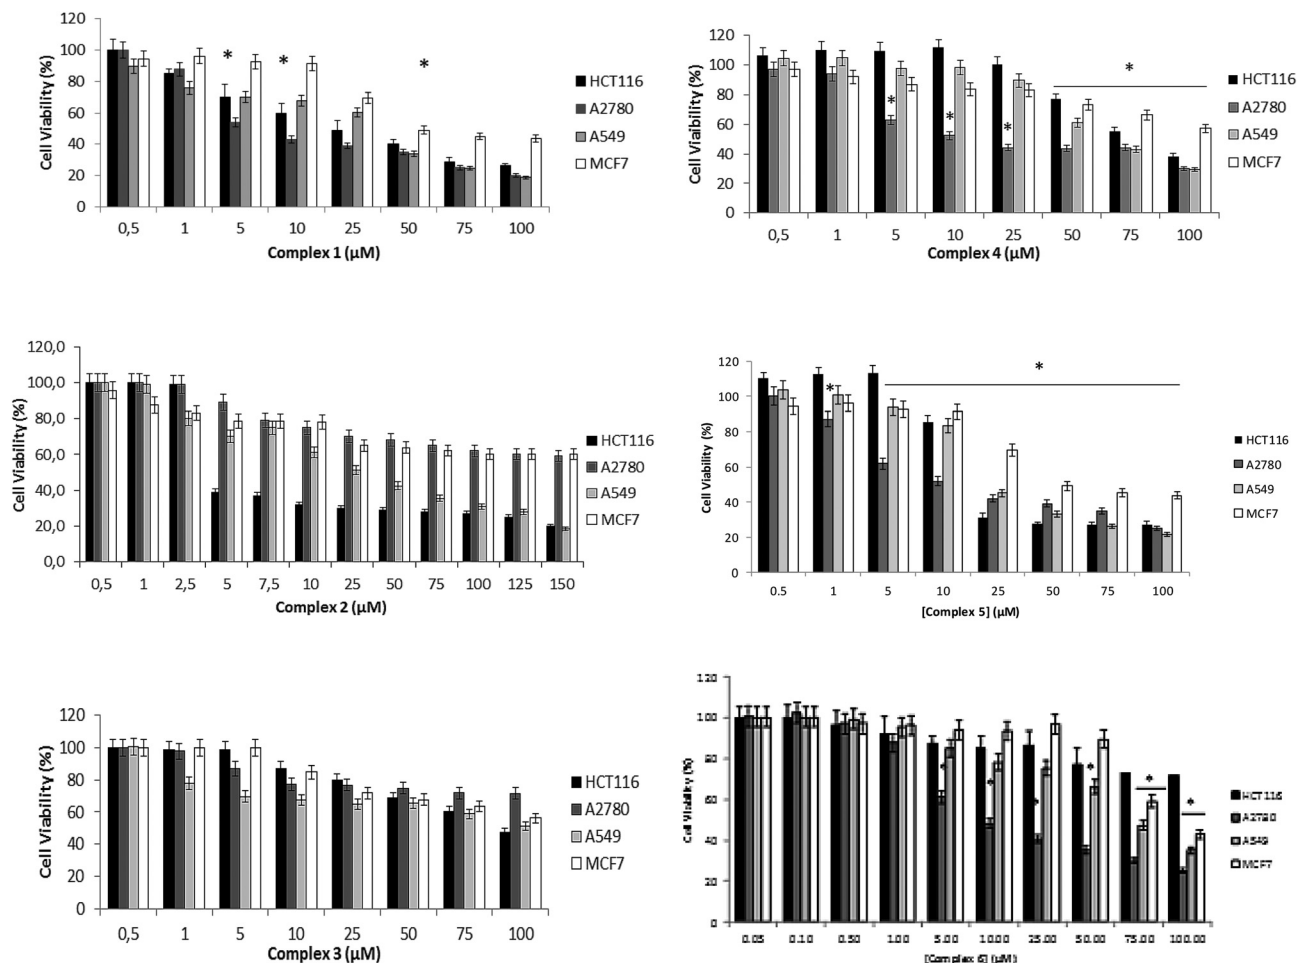 120
100
80
60
40
20
0
Cell Viability (%)
* * *
HCT116
A2780
A549
MCF7
0,5 1 5 10 25 50 75 100
Complex 1 (µM)
120
100
80
60
40
20
0
Cell Viaibility (%)
* * * *
HCT116
A2780
A549
MCF7
0,5 1 5 10 25 50 75 100
Complex 4 (µM)
120,0
100,0
80,0
60,0
40,0
20,0
0,0
Cell Viability (%)
HCT116
A2780
A549
MCF7
0,5 1 2,5 5 7,5 10 25 50 75 100 125 150
Complex 2 (µM)
120
100
80
60
40
20
0
Cell Viability (%)
* *
HCT116
A2780
A549
MCF7
0.5 1 5 10 25 50 75 100
[Complex 5] (µM)
120
100
80
60
40
20
0
Cell Viability (%)
HCT116
A2780
A549
MCF7
0,5 1 5 10 25 50 75 100
Complex 3 (µM)
120
100
80
60
40
20
0
Cell Viability (%)
* * * * * *
HCT116
A2780
A549
MCF7
0.05 0.10 0.50 1.00 5.00 10.00 25.00 50.00 75.00 100.00
[Complex 6] (µM)